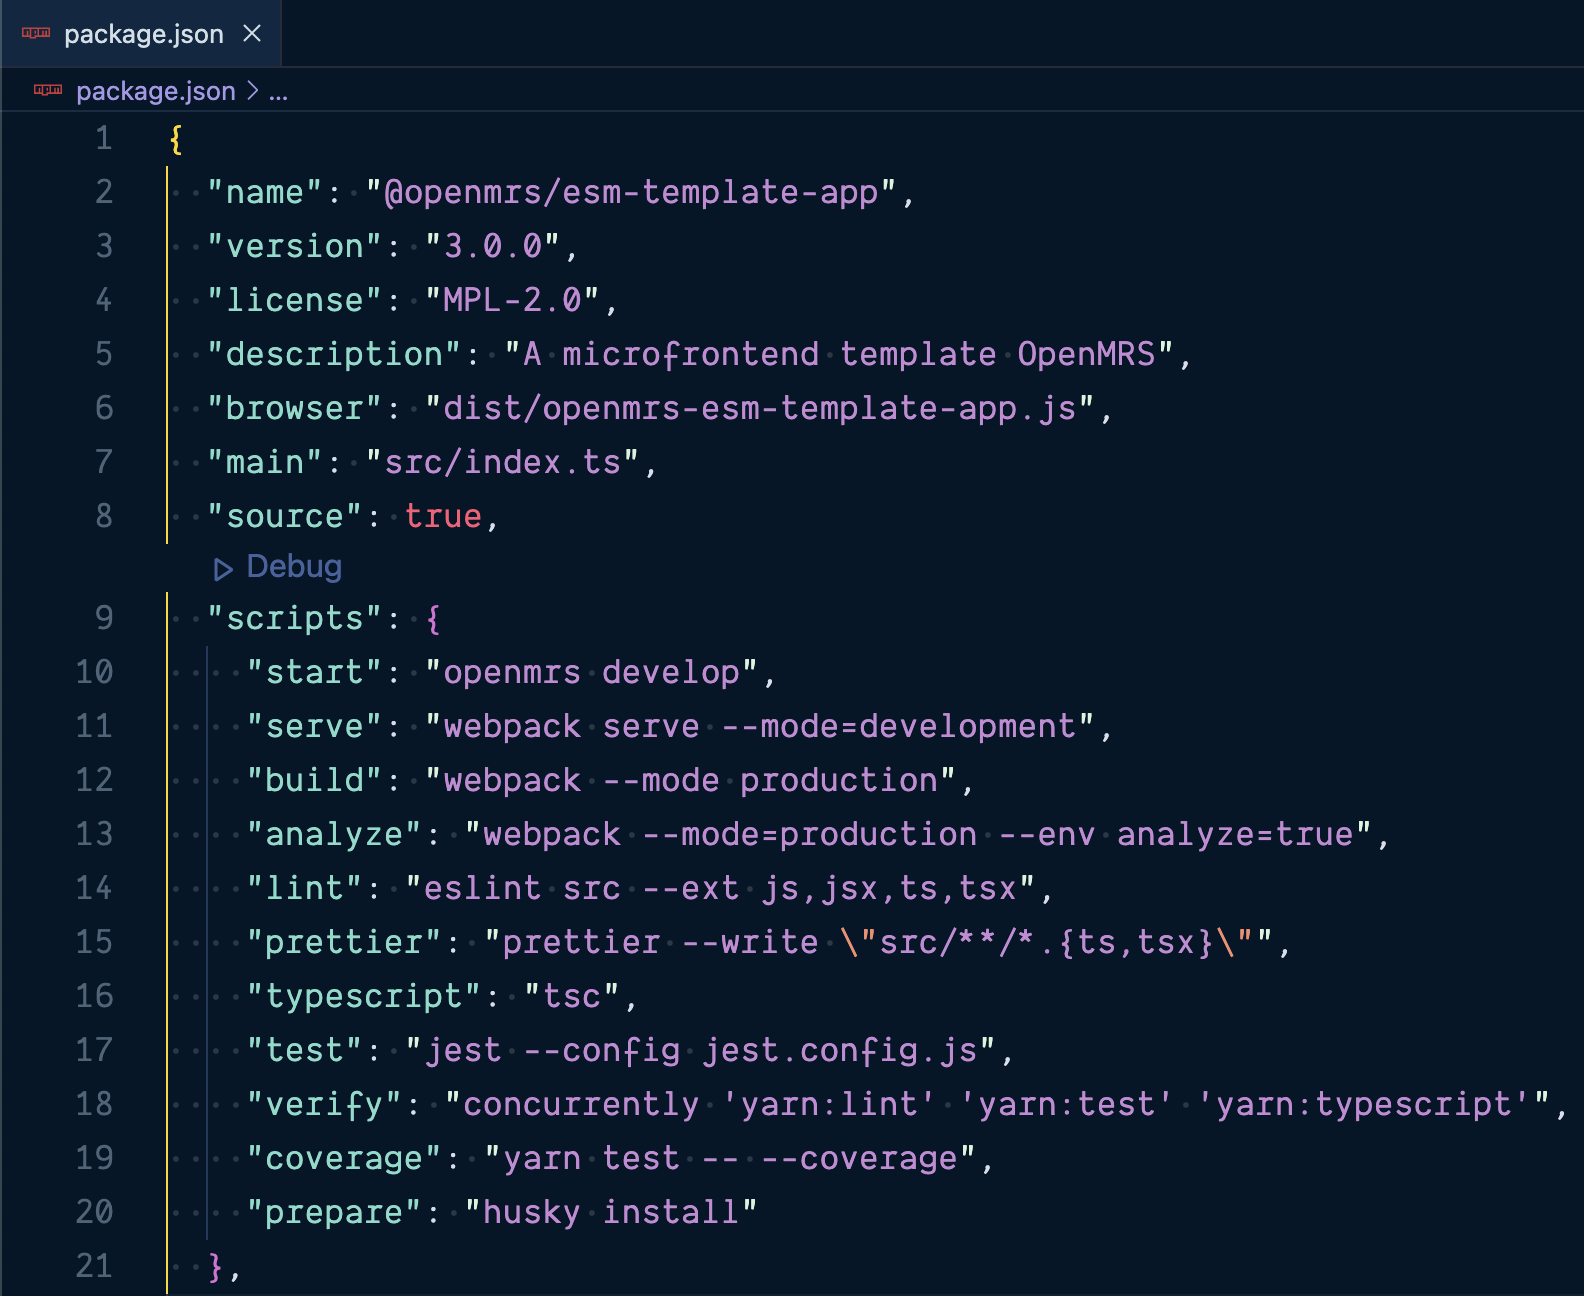 package.json
package.json > ...
1 {
2 "name": "@openmrs/esm-template-app",
3 "version": "3.0.0",
4 "license": "MPL-2.0",
5 "description": "A microfrontend template OpenMRS",
6 "browser": "dist/openmrs-esm-template-app.js",
7 "main": "src/index.ts",
8 "source": true,
Debug
9 "scripts": {
10 "start": "openmrs develop",
11 "serve": "webpack serve --mode=development",
12 "build": "webpack --mode production",
13 "analyze": "webpack --mode=production --env analyze=true",
14 "lint": "eslint src --ext js,jsx,ts,tsx",
15 "prettier": "prettier --write \"src/**/*.{ts,tsx}\"",
16 "typescript": "tsc",
17 "test": "jest --config jest.config.js",
18 "verify": "concurrently 'yarn:lint' 'yarn:test' 'yarn:typescript'",
19 "coverage": "yarn test -- --coverage",
20 "prepare": "husky install"
21 },